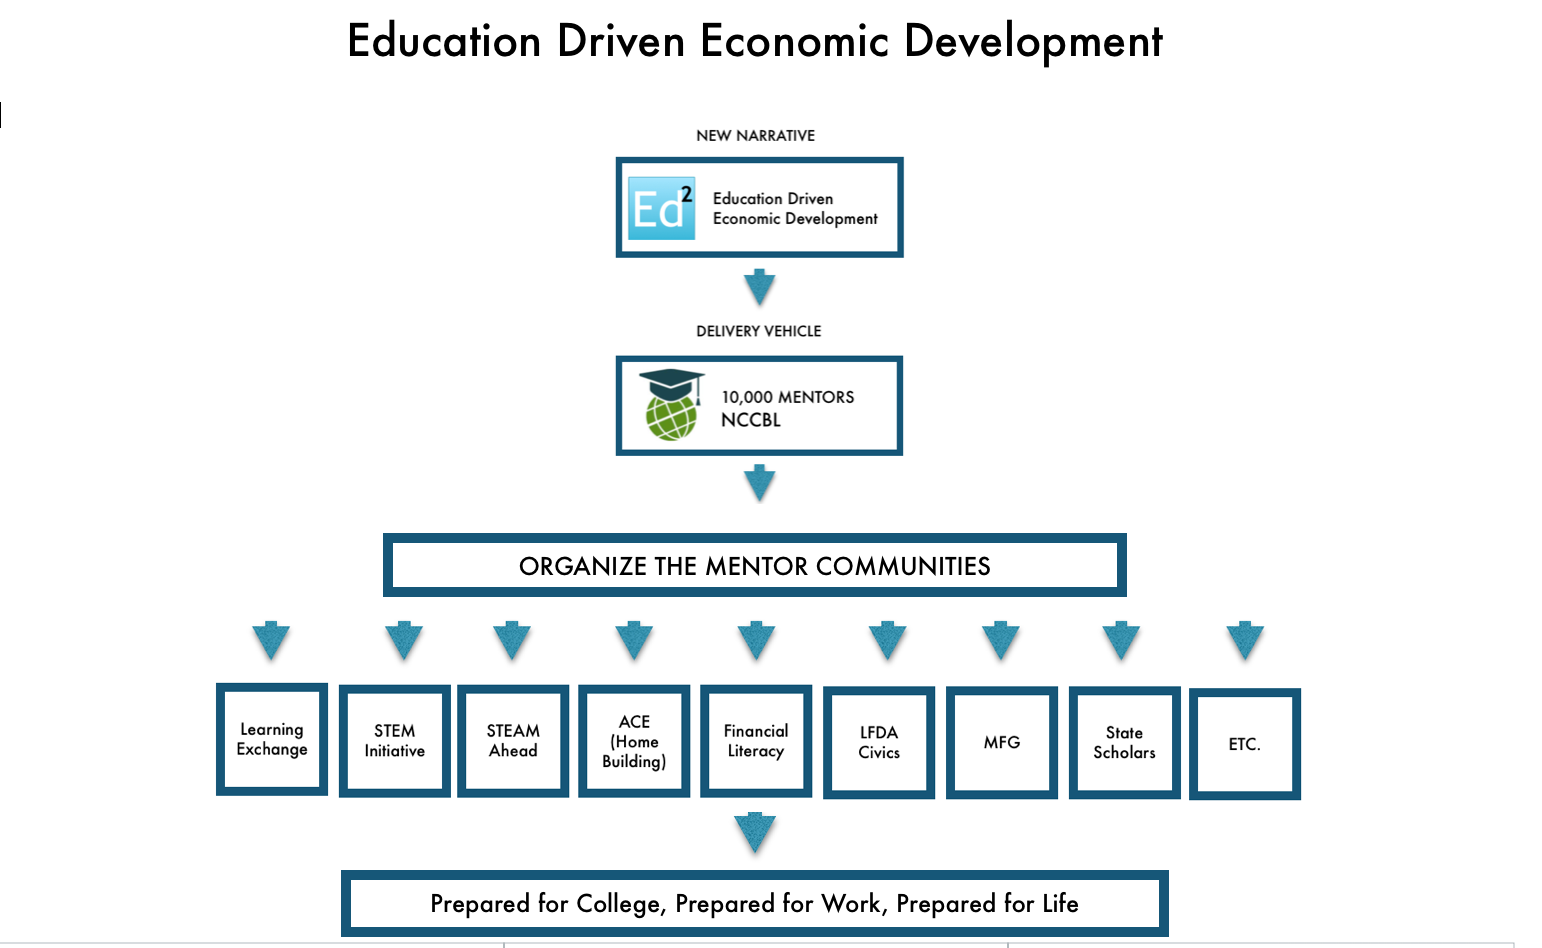 Education Driven Economic Development
NEW NARRATIVE
Ed²
Education Driven
Economic Development
DELIVERY VEHICLE
10,000 MENTORS
NCCBL
ORGANIZE THE MENTOR COMMUNITIES
Learning
Exchange
STEM
Initiative
STEAM
Ahead
ACE
(Home
Building)
Financial
Literacy
LFDA
Civics
MFG
State
Scholars
ETC.
Prepared for College, Prepared for Work, Prepared for Life